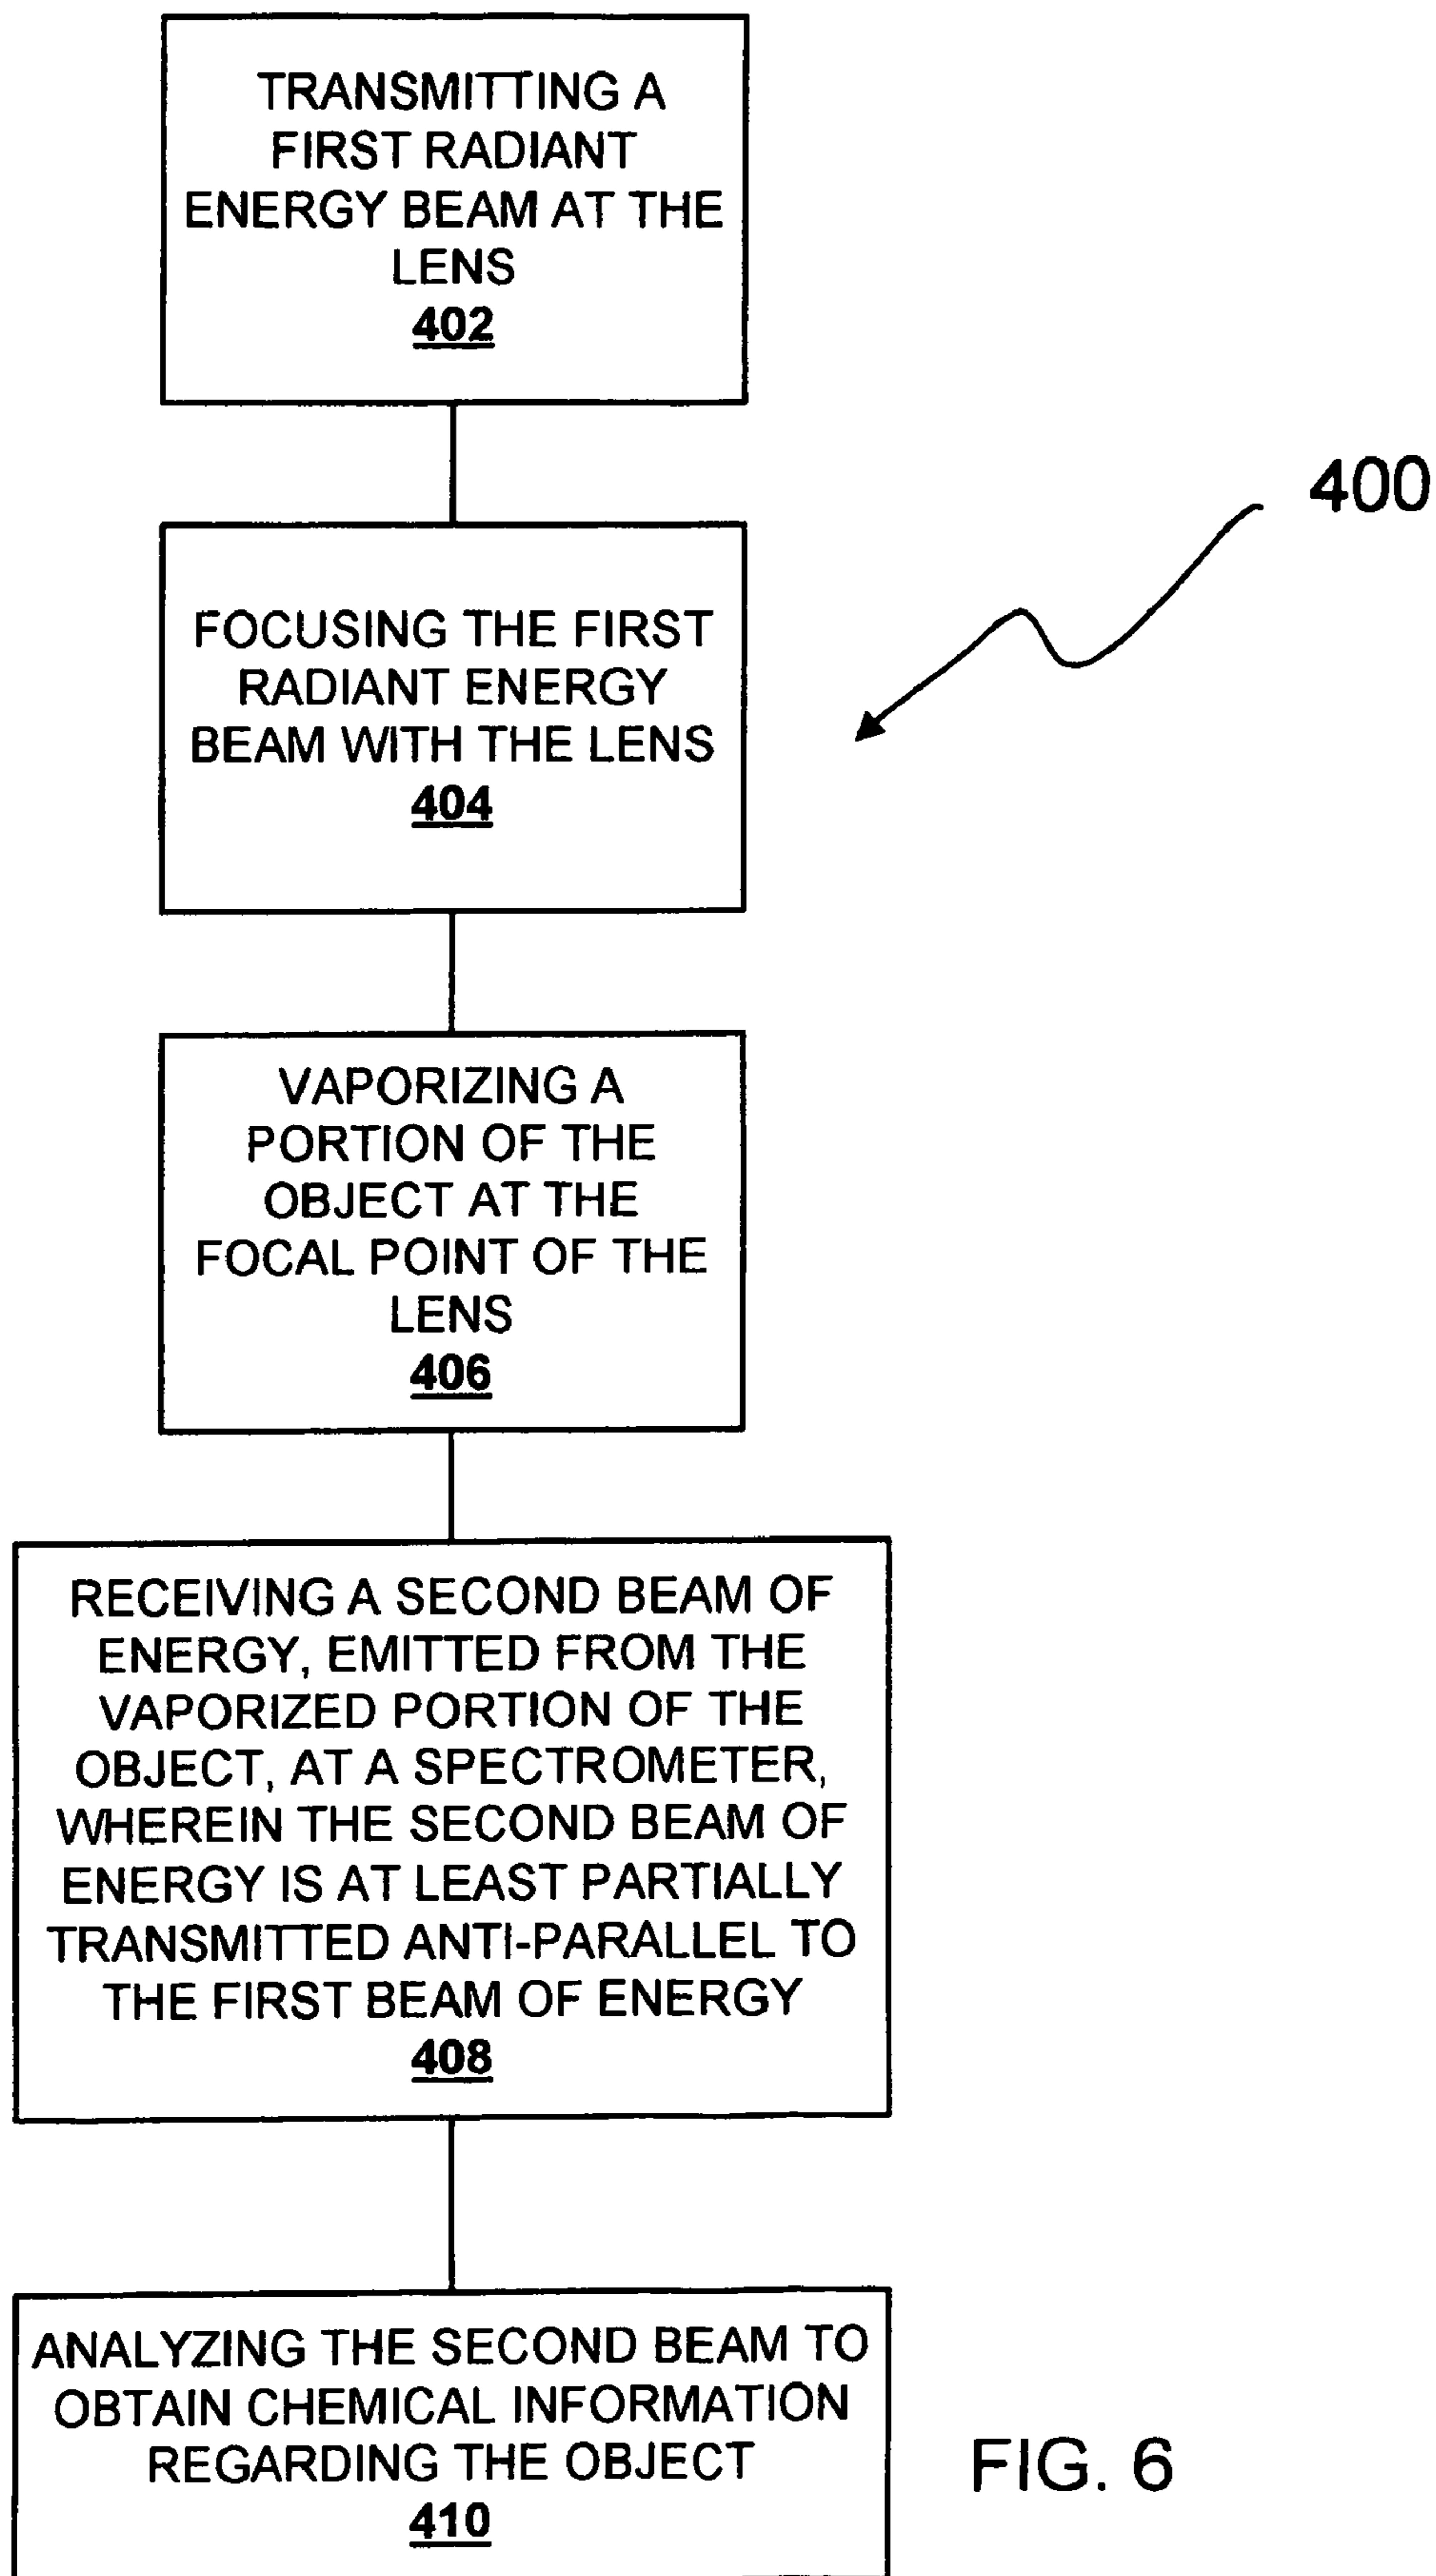 TRANSMITTING A
FIRST RADIANT
ENERGY BEAM AT THE
LENS
402
400
FOCUSING THE FIRST
RADIANT ENERGY
BEAM WITH THE LENS
404
VAPORIZING A
PORTION OF THE
OBJECT AT THE
FOCAL POINT OF THE
LENS
406
RECEIVING A SECOND BEAM OF
ENERGY, EMITTED FROM THE
VAPORIZED PORTION OF THE
OBJECT, AT A SPECTROMETER,
WHEREIN THE SECOND BEAM OF
ENERGY IS AT LEAST PARTIALLY
TRANSMITTED ANTI-PARALLEL TO
THE FIRST BEAM OF ENERGY
408
ANALYZING THE SECOND BEAM TO
OBTAIN CHEMICAL INFORMATION
REGARDING THE OBJECT
410
FIG. 6